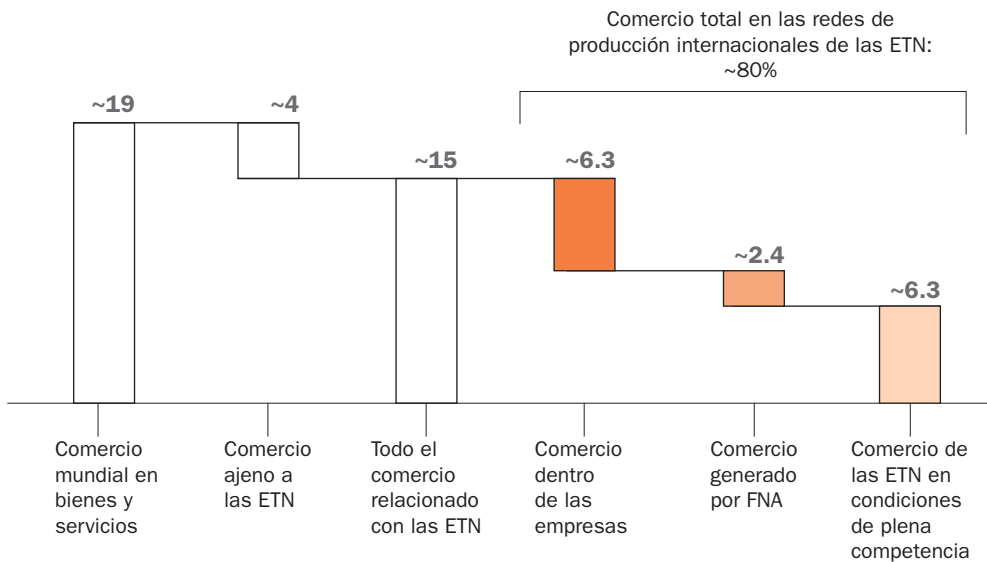 Comercio total en las redes de
producción internacionales de las ETN:
~80%
~19
~4
~15
~6.3
~2.4
~6.3
Comercio
mundial en
bienes y
servicios
Comercio
ajeno a
las ETN
Todo el
comercio
relacionado
con las ETN
Comercio
dentro
de las
empresas
Comercio
generado
por FNA
Comercio de
las ETN en
condiciones
de plena
competencia